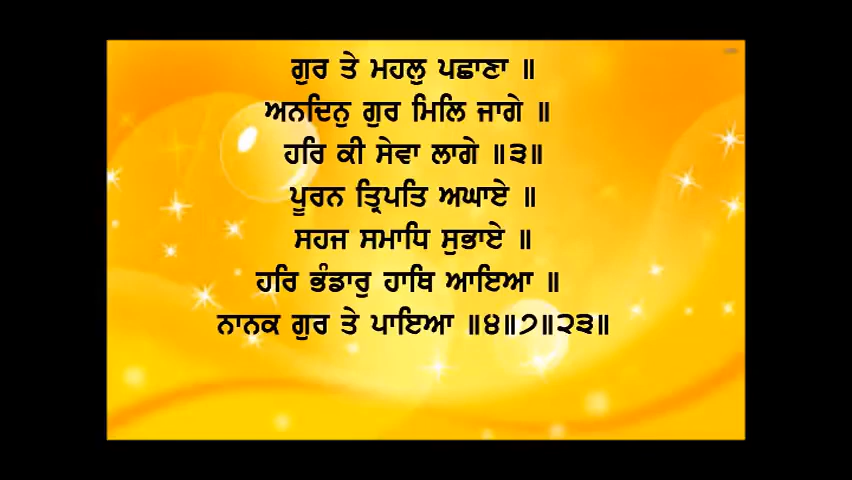 ਗੁਰ ਤੇ ਮਹਲੁ ਪਛਾਣਾ ॥
ਅਨਦਿਨੁ ਗੁਰ ਮਿਲਿ ਜਾਗੇ ॥
ਹਰਿ ਕੀ ਸੇਵਾ ਲਾਗੇ ॥੩॥
ਪੂਰਨ ਤ੍ਰਿਪਤਿ ਅਘਾਏ ॥
ਸਹਜ ਸਮਾਧਿ ਸੁਭਾਏ ॥
ਹਰਿ ਭੰਡਾਰੁ ਹਾਥਿ ਆਇਆ ॥
ਨਾਨਕ ਗੁਰ ਤੇ ਪਾਇਆ ॥੪॥੭॥੨੩॥